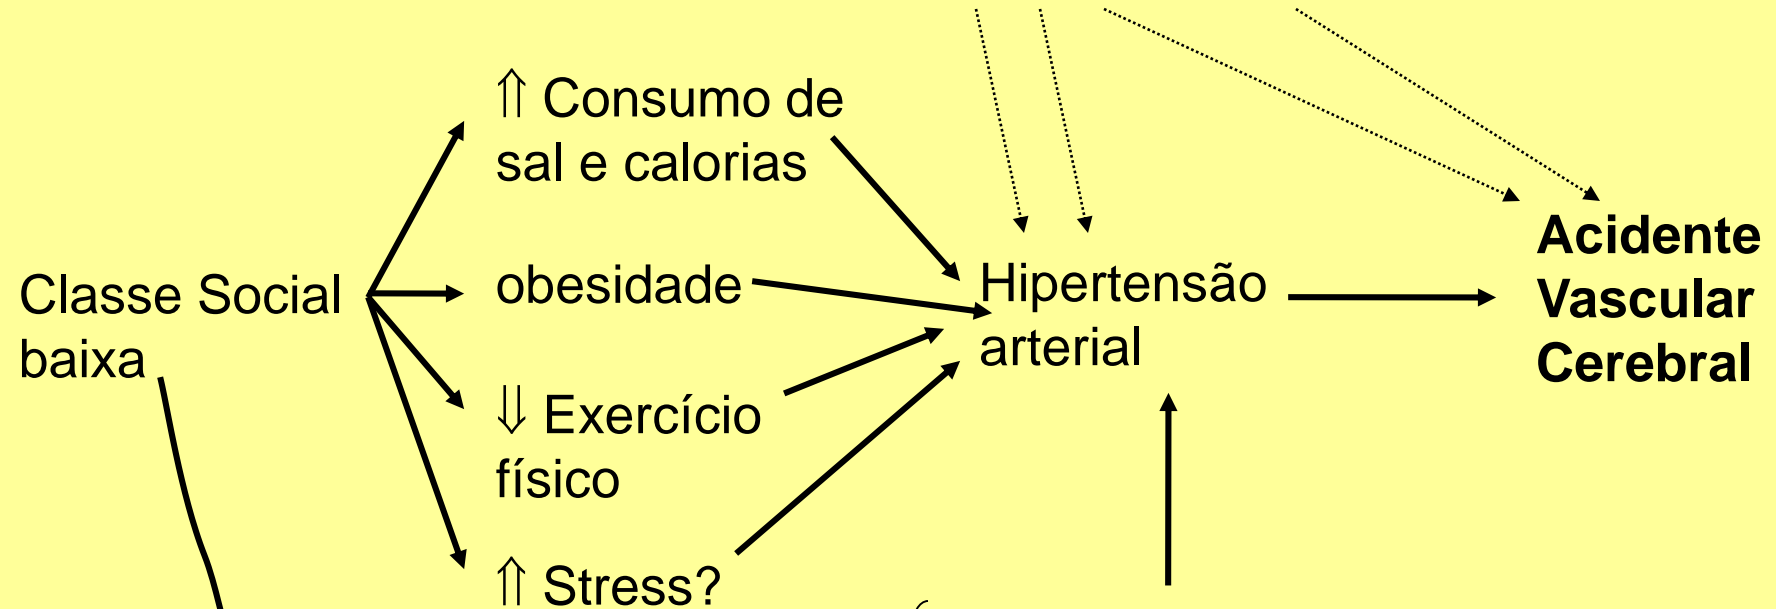 ⇑ Consumo de
sal e calorias
Classe Social
baixa
obesidade
⇓ Exercício
físico
⇑ Stress?
Hipertensão
arterial
Acidente
Vascular
Cerebral